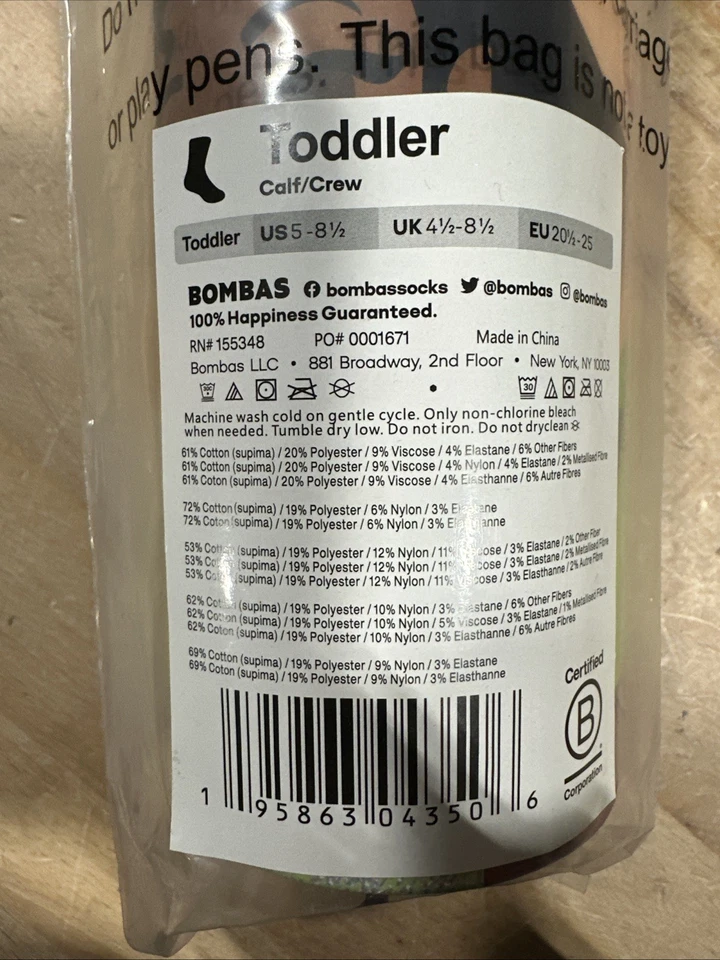 Do
or play pens. This bag is not a toy
Toddler
Calf/Crew
Toddler US 5-8½ UK 4½-8½ EU 20½-25
BOMBAS bombassocks @bombas @bombas
100% Happiness Guaranteed.
RN# 155348 PO# 0001671 Made in China
Bombas LLC • 881 Broadway, 2nd Floor • New York, NY 10003
30 • 30
Machine wash cold on gentle cycle. Only non-chlorine bleach
when needed. Tumble dry low. Do not iron. Do not dryclean
61% Cotton (supima) / 20% Polyester / 9% Viscose / 4% Elastane / 6% Other Fibers
61% Cotton (supima) / 20% Polyester / 9% Viscose / 4% Nylon / 4% Elastane / 2% Metallised Fibre
61% Coton (supima) / 20% Polyester / 9% Viscose / 4% Elasthanne / 6% Autre Fibres
72% Cotton (supima) / 19% Polyester / 6% Nylon / 3% Elastane
72% Coton (supima) / 19% Polyester / 6% Nylon / 3% Elasthanne
53% Cotton (supima) / 19% Polyester / 12% Nylon / 11% Viscose / 3% Elastane / 2% Other Fiber
53% Cotton (supima) / 19% Polyester / 12% Nylon / 11% Viscose / 3% Elastane / 2% Metallised Fibre
53% Coton (supima) / 19% Polyester / 12% Nylon / 11% Viscose / 3% Elasthanne / 2% Autre Fibre
62% Cotton (supima) / 19% Polyester / 10% Nylon / 3% Elastane / 6% Other Fibers
62% Cotton (supima) / 19% Polyester / 10% Nylon / 5% Viscose / 3% Elastane / 1% Metallised Fibre
62% Coton (supima) / 19% Polyester / 10% Nylon / 3% Elasthanne / 6% Autre Fibres
69% Cotton (supima) / 19% Polyester / 9% Nylon / 3% Elastane
69% Coton (supima) / 19% Polyester / 9% Nylon / 3% Elasthanne
Certified
B
Corporation
1 95863 04350 6